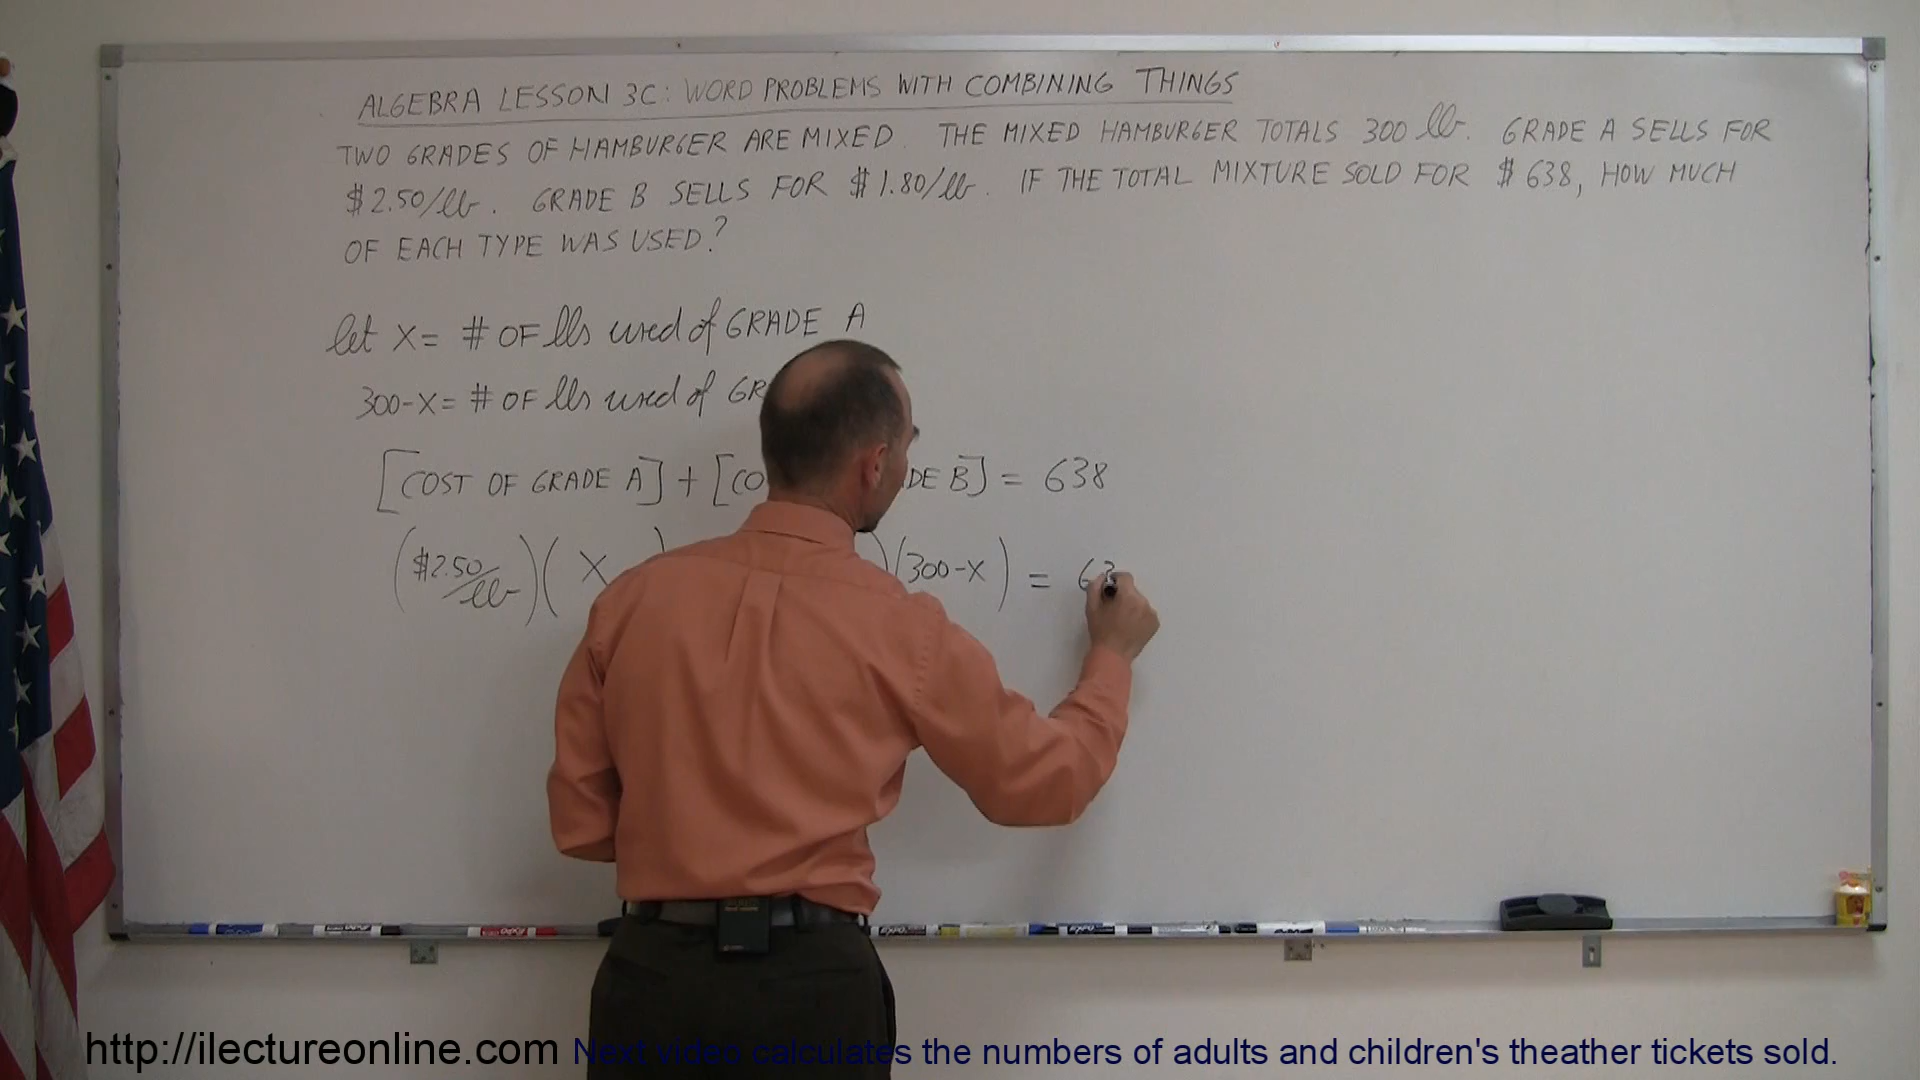 ALGEBRA LESSON 3C: WORD PROBLEMS WITH COMBINING THINGS
TWO GRADES OF HAMBURGER ARE MIXED. THE MIXED HAMBURGER TOTALS 300 lb. GRADE A SELLS FOR
$2.50/lb. GRADE B SELLS FOR $1.80/lb. IF THE TOTAL MIXTURE SOLD FOR $638, HOW MUCH
OF EACH TYPE WAS USED?
let X = # OF lbs used of GRADE A
300-X = # OF lbs used of GR
[COST OF GRADE A] + [CO DE B] = 638
($2.50/lb)(X )(300-X) = 63
http://ilectureonline.com Next video calculates the numbers of adults and children's theather tickets sold.